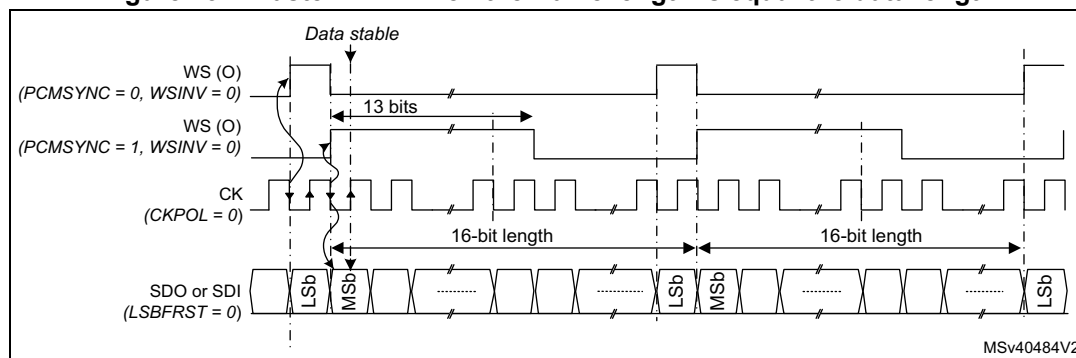 Data stable
WS (O)
(PCMSYNC = 0, WSINV = 0)
13 bits
WS (O)
(PCMSYNC = 1, WSINV = 0)
CK
(CKPOL = 0)
16-bit length
16-bit length
SDO or SDI
(LSBFRST = 0)
LSb
MSb
LSb
MSb
LSb
MSv40484V2